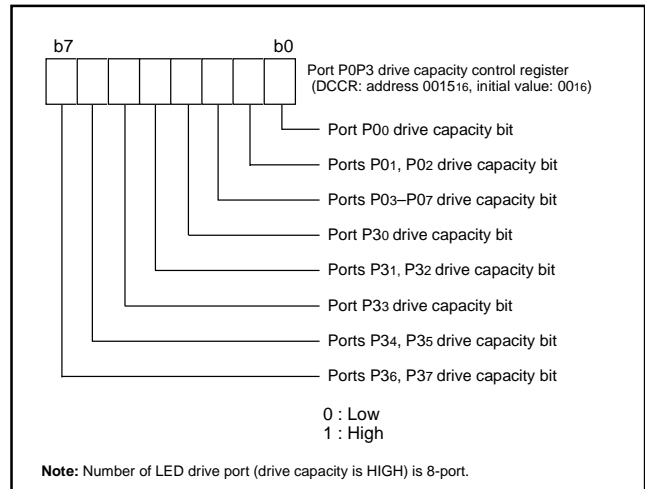 b7 b0
Port P0P3 drive capacity control register
(DCCR: address 001516, initial value: 0016)
Port P00 drive capacity bit
Ports P01, P02 drive capacity bit
Ports P03–P07 drive capacity bit
Port P30 drive capacity bit
Ports P31, P32 drive capacity bit
Port P33 drive capacity bit
Ports P34, P35 drive capacity bit
Ports P36, P37 drive capacity bit
0 : Low
1 : High
Note: Number of LED drive port (drive capacity is HIGH) is 8-port.